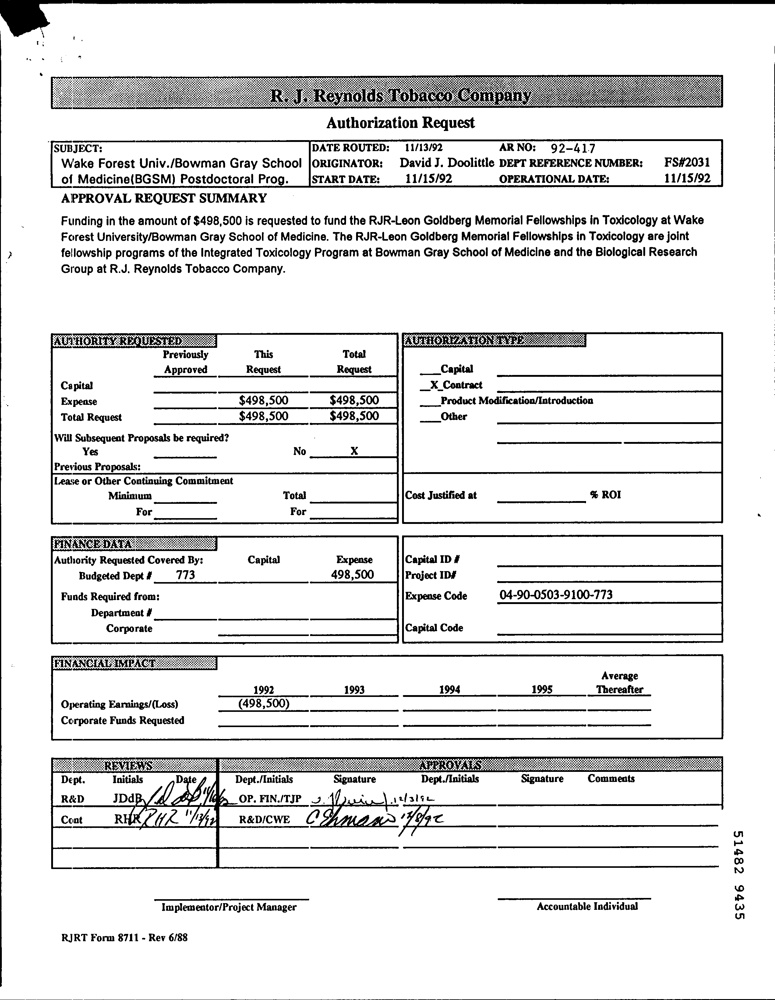 R. J. Reynolds Tobacco Company
Authorization Request
SUBJECT: DATE ROUTED: 11/13/92 AR NO: 92-417
Wake Forest Univ./Bowman Gray School ORIGINATOR: David J. Doolittle DEPT REFERENCE NUMBER: FS#2031
of Medicine(BGSM) Postdoctoral Prog. START DATE: 11/15/92 OPERATIONAL DATE: 11/15/92
APPROVAL REQUEST SUMMARY
Funding in the amount of $498,500 is requested to fund the RJR-Leon Goldberg Memorial Fellowships in Toxicology at Wake
Forest University/Bowman Gray School of Medicine. The RJR-Leon Goldberg Memorial Fellowships in Toxicology are joint
fellowship programs of the Integrated Toxicology Program at Bowman Gray School of Medicine and the Biological Research
Group at R.J. Reynolds Tobacco Company.
AUTHORITY REQUESTED AUTHORIZATION TYPE
Previously This Total
Approved Request Request Capital
Capital X Contract
Expense $498,500 $498,500 Product Modification/Introduction
Total Request $498,500 $498,500 Other
Will Subsequent Proposals be required?
Yes No X
Previous Proposals:
Lease or Other Continuing Commitment
Minimum Total Cost Justified at % ROI
For For
FINANCE DATA
Authority Requested Covered By: Capital Expense Capital ID #
Budgeted Dept # 773 498,500 Project ID#
Funds Required from: Expense Code 04-90-0503-9100-773
Department #
Corporate Capital Code
FINANCIAL IMPACT
Average
1992 1993 1994 1995 Thereafter
Operating Earnings/(Loss) (498,500)
Corporate Funds Requested
REVIEWS APPROVALS
Dept. Initials Date Dept./Initials Signature Dept./Initials Signature Comments
R&D JDdB OP. FIN./TJP 12/3/92
Cont RHR RHR 11/13/92 R&D/CWE
Implementor/Project Manager Accountable Individual
RJRT Form 8711 - Rev 6/88
51482 9435